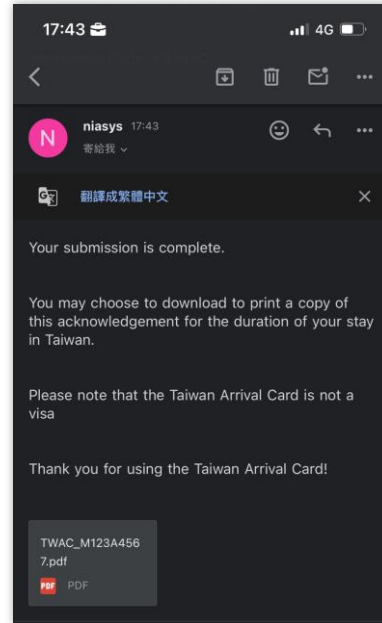 17:43
4G
N
niasys 17:43
寄給我
翻譯成繁體中文
Your submission is complete.
You may choose to download to print a copy of
this acknowledgement for the duration of your stay
in Taiwan.
Please note that the Taiwan Arrival Card is not a
visa
Thank you for using the Taiwan Arrival Card!
TWAC_M123A456
7.pdf
PDF PDF